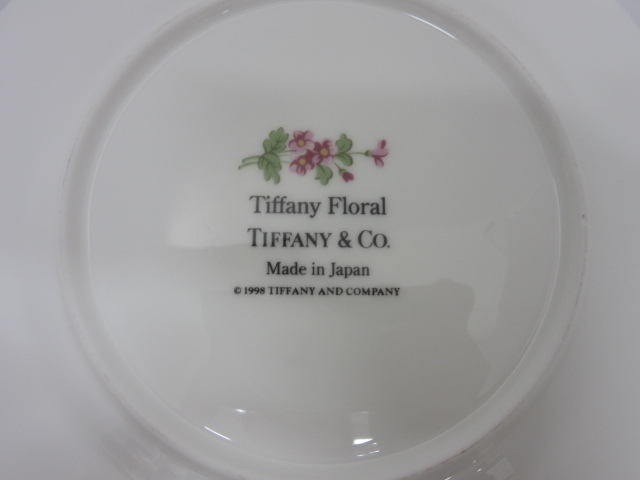 Tiffany Floral
TIFFANY & CO.
Made in Japan
© 1998 TIFFANY AND COMPANY